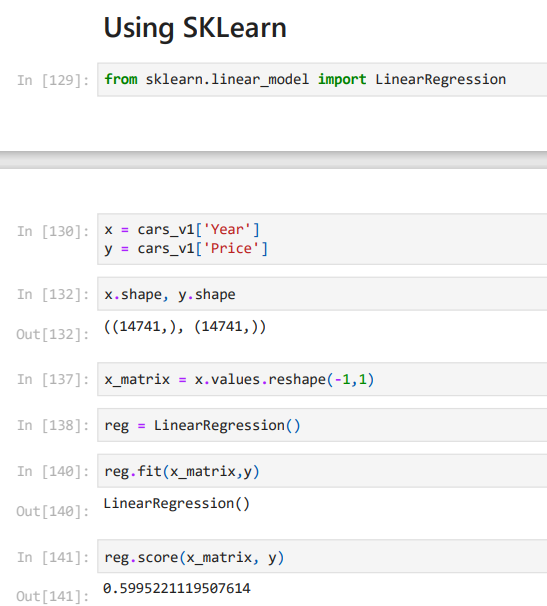 Using SKLearn
In [129]: from sklearn.linear_model import LinearRegression
In [130]: x = cars_v1['Year']
y = cars_v1['Price']
In [132]: x.shape, y.shape
Out[132]: ((14741,), (14741,))
In [137]: x_matrix = x.values.reshape(-1,1)
In [138]: reg = LinearRegression()
In [140]: reg.fit(x_matrix,y)
Out[140]: LinearRegression()
In [141]: reg.score(x_matrix, y)
Out[141]: 0.5995221119507614